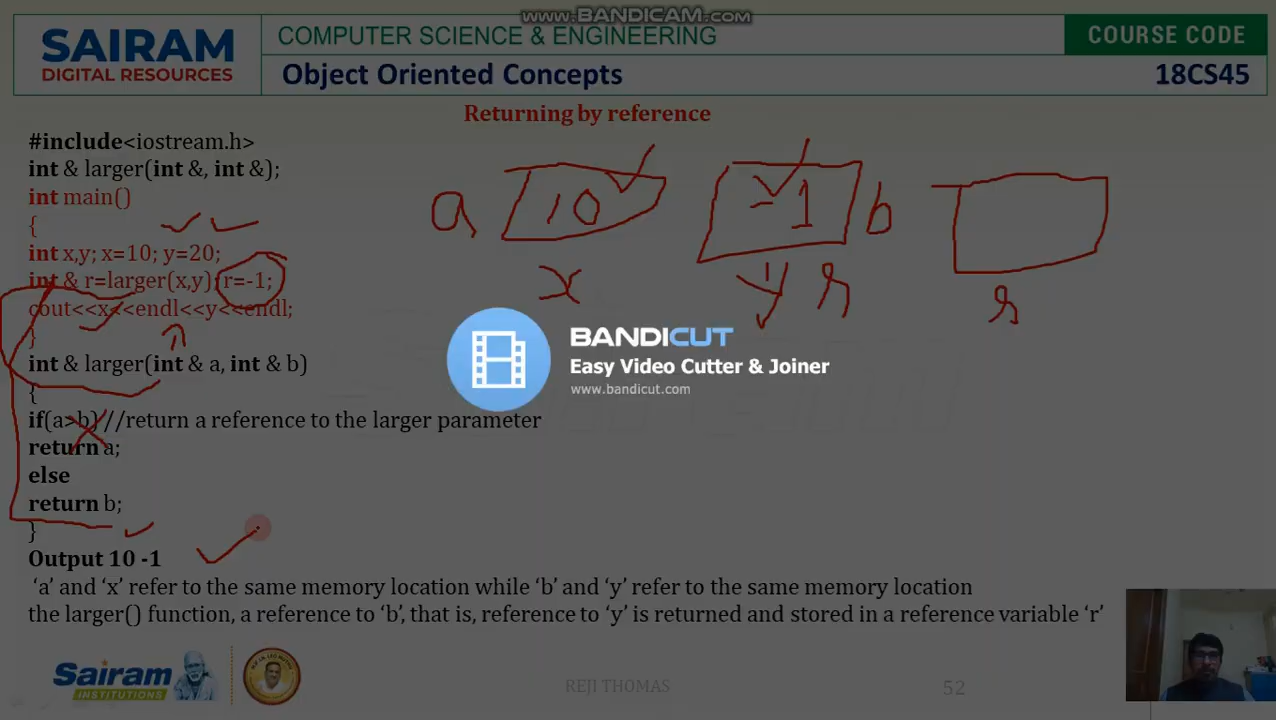 www.BANDICAM.com
SAIRAM
DIGITAL RESOURCES
COMPUTER SCIENCE & ENGINEERING
COURSE CODE
Object Oriented Concepts
18CS45
Returning by reference
#include<iostream.h>
int & larger(int &, int &);
int main()
{
int x,y; x=10; y=20;
int & r=larger(x,y); r=-1;
cout<<x<<endl<<y<<endl;
}
int & larger(int & a, int & b)
{
if(a>b) //return a reference to the larger parameter
return a;
else
return b;
}
Output 10 -1
'a' and 'x' refer to the same memory location while 'b' and 'y' refer to the same memory location
the larger() function, a reference to 'b', that is, reference to 'y' is returned and stored in a reference variable 'r'
a 10 -1 b
x y r r
BANDICUT
Easy Video Cutter & Joiner
www.bandicut.com
Sairam
INSTITUTIONS
REJI THOMAS
52